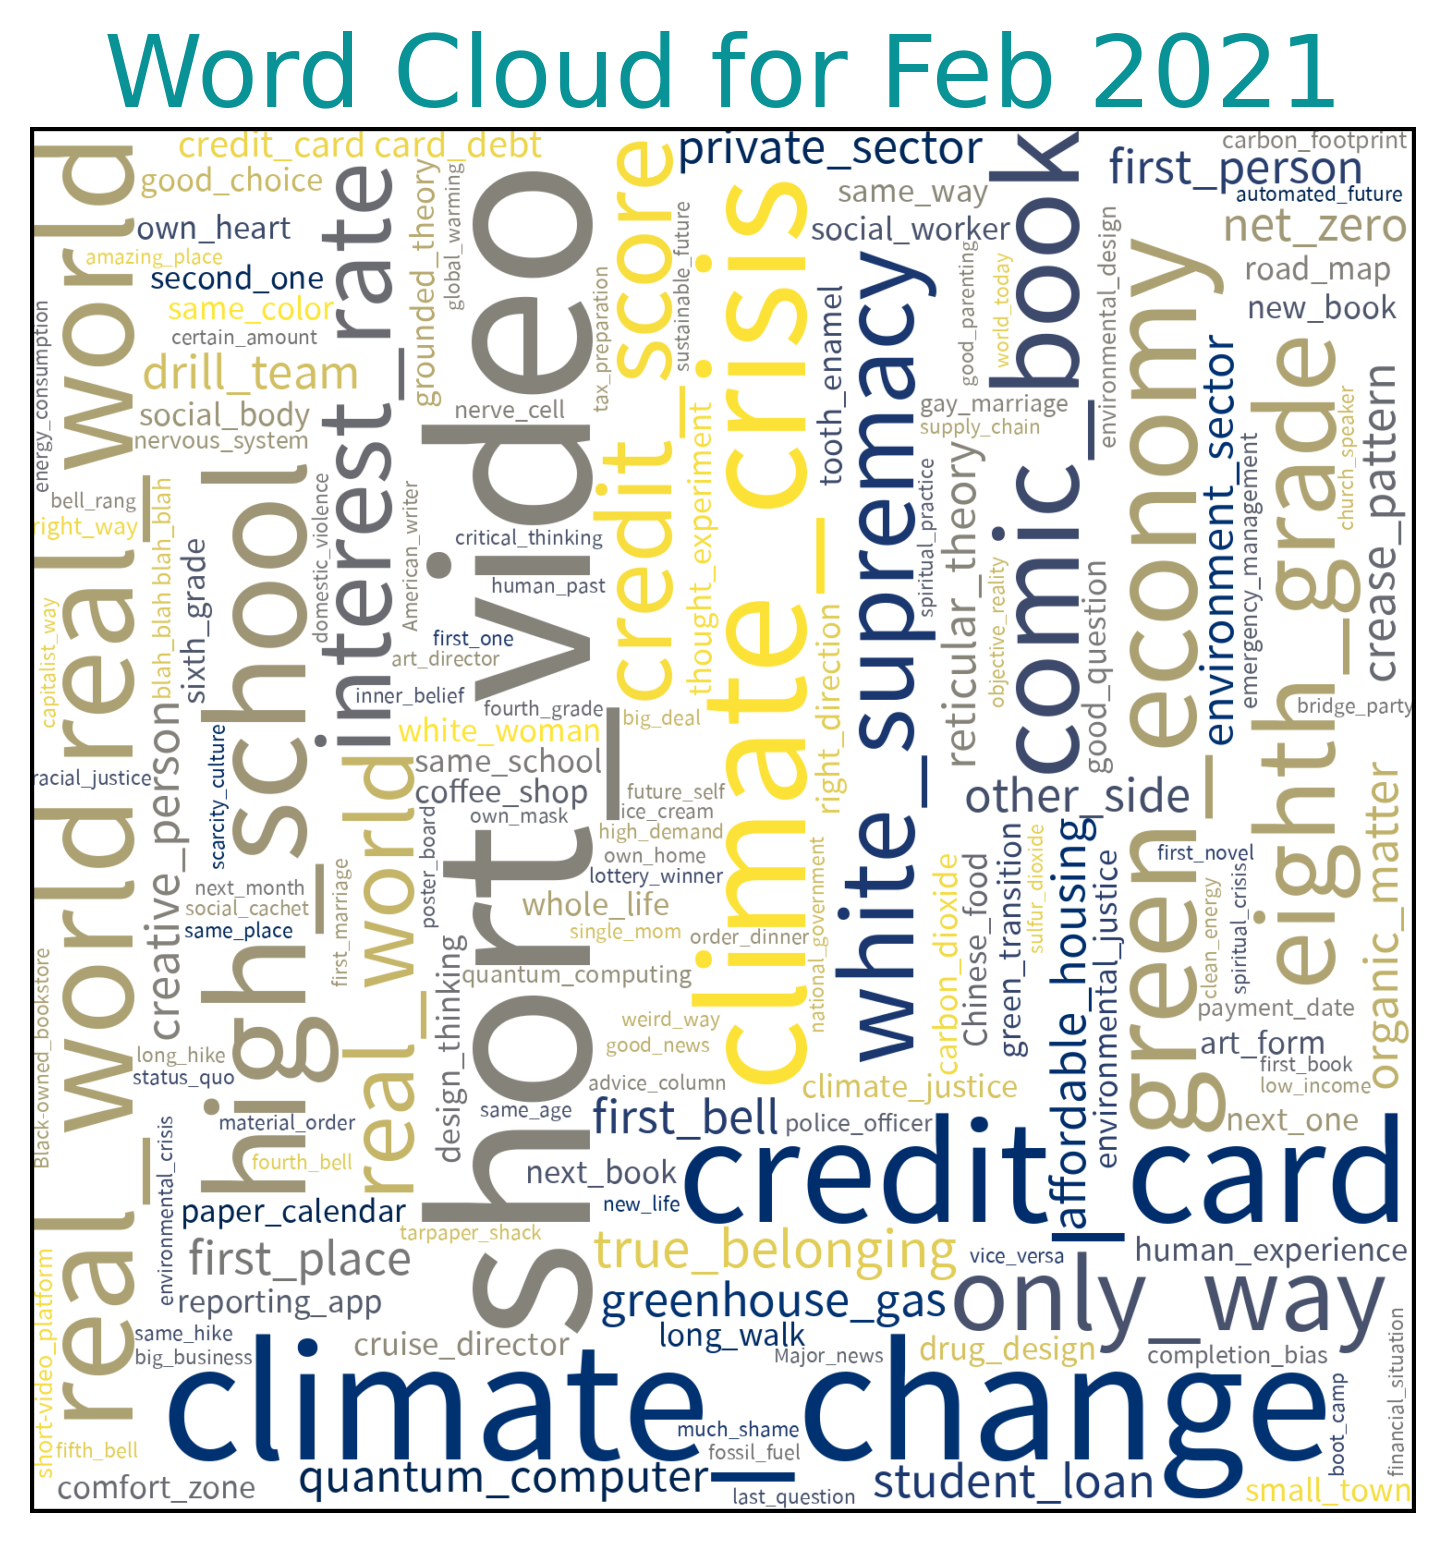 Word Cloud for Feb 2021
real_world real_world real_world
credit_card card_debt
good_choice
own_heart
amazing_place
second_one
same_color
certain_amount
drill_team
social_body
nervous_system
energy_consumption
bell_rang
right_way
capitalist_way
blah_blah blah_blah
sixth_grade
racial_justice
creative_person
scarcity_culture
high_school
interest_rate
grounded_theory
global_warming
domestic_violence
American_writer
nerve_cell
critical_thinking
human_past
first_one
art_director
inner_belief
fourth_grade
white_woman
same_school
coffee_shop
own_mask
short_video
tax_preparation
credit_score
sustainable_future
thought_experiment
private_sector
climate_crisis
same_way
social_worker
tooth_enamel
white_supremacy
good_parenting
world_today
gay_marriage
supply_chain
spiritual_practice
reticular_theory
objective_reality
comic_book
environmental_design
good_question
first_person
carbon_footprint
automated_future
net_zero
road_map
new_book
green_economy
environment_sector
eighth_grade
emergency_management
church_speaker
crease_pattern
bridge_party
big_deal
right_direction
future_self
ice_cream
high_demand
own_home
lottery_winner
whole_life
single_mom
order_dinner
national_government
quantum_computing
weird_way
good_news
advice_column
same_age
other_side
carbon_dioxide
Chinese_food
green_transition
sulfur_dioxide
affordable_housing
environmental_justice
first_novel
clean_energy
spiritual_crisis
organic_matter
payment_date
art_form
first_book
low_income
next_one
next_month
social_cachet
same_place
first_marriage
real_world
poster_board
design_thinking
Black-owned_bookstore
long_hike
status_quo
material_order
fourth_bell
environmental_crisis
paper_calendar
tarpaper_shack
first_place
reporting_app
climate_justice
first_bell
police_officer
next_book
new_life
credit_card
true_belonging
vice_versa
human_experience
greenhouse_gas
only_way
long_walk
Major_news
drug_design
completion_bias
financial_situation
short-video_platform
same_hike
big_business
cruise_director
climate_change
much_shame
fossil_fuel
boot_camp
fifth_bell
comfort_zone
quantum_computer
last_question
student_loan
small_town